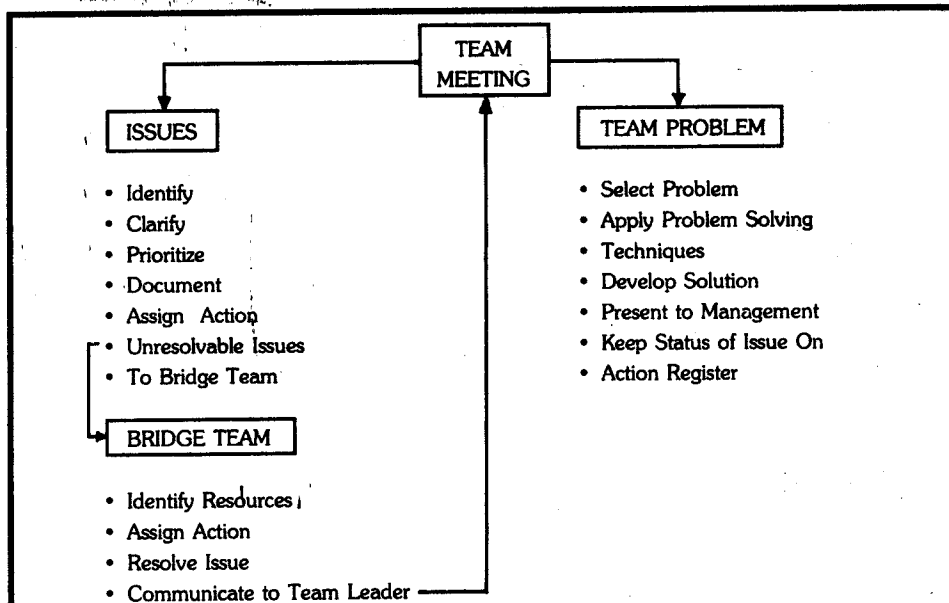 TEAM
MEETING
ISSUES
• Identify
• Clarify
• Prioritize
• Document
• Assign Action
• Unresolvable Issues
• To Bridge Team
BRIDGE TEAM
• Identify Resources
• Assign Action
• Resolve Issue
• Communicate to Team Leader
TEAM PROBLEM
• Select Problem
• Apply Problem Solving
• Techniques
• Develop Solution
• Present to Management
• Keep Status of Issue On
• Action Register